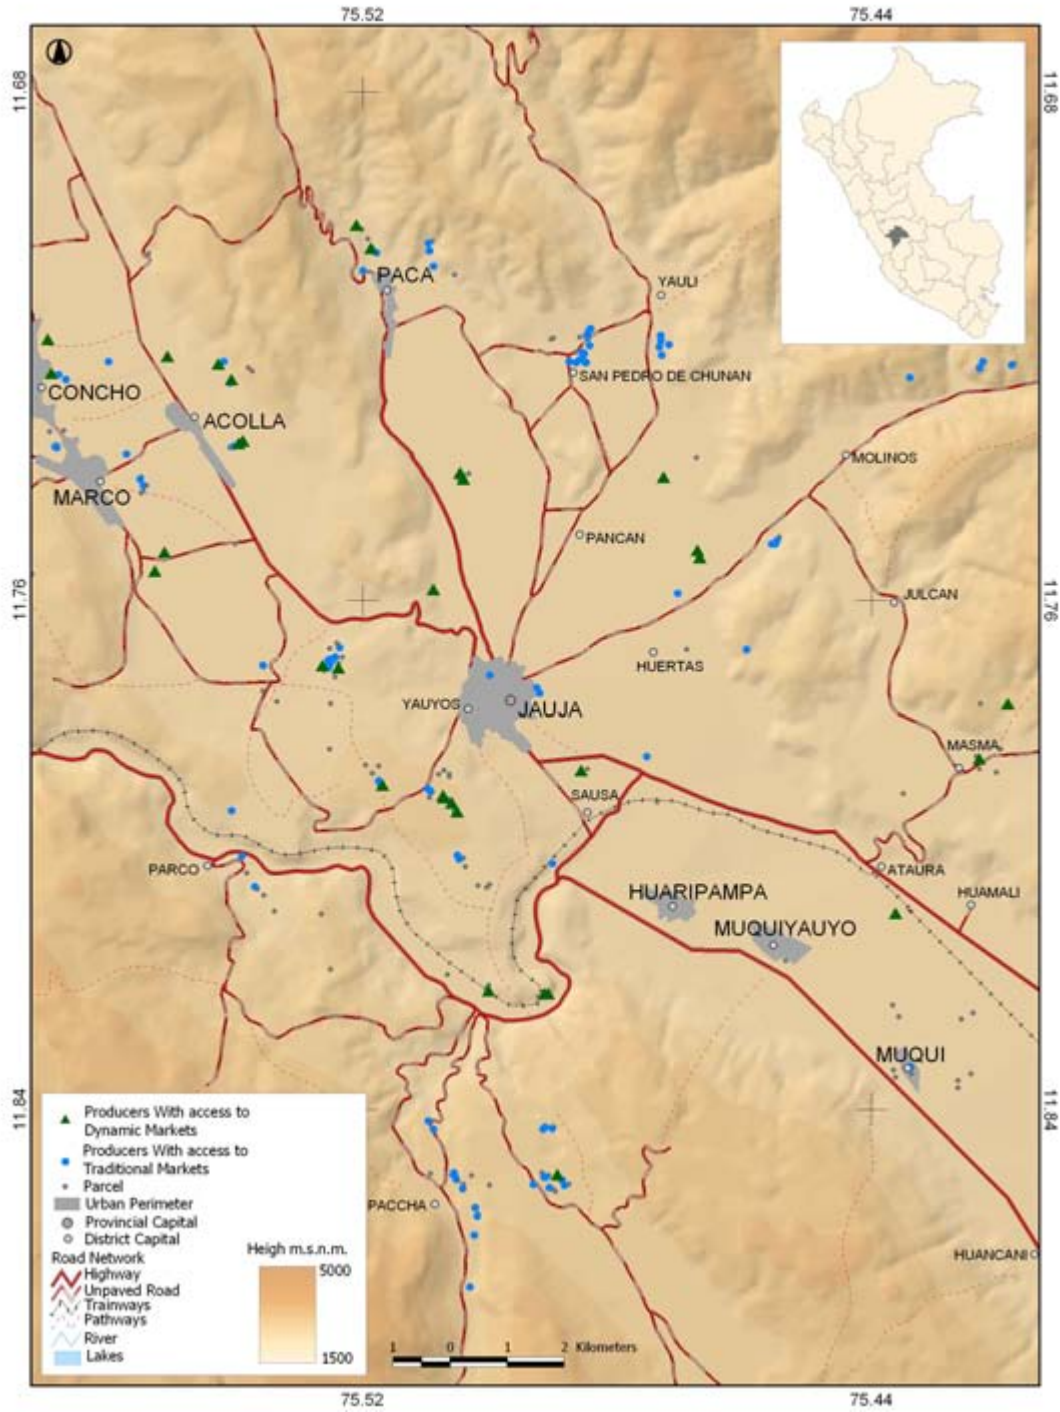 75.52
75.44
11.68
11.68
PACA
YAULI
SAN PEDRO DE CHUNAN
CONCHO
ACOLLA
MOLINOS
MARCO
PANCAN
11.76
11.76
JULCAN
HUERTAS
YAUYOS
JAUJA
MASMA
SAUSA
PARCO
ATAURA
HUARIPAMPA
HUAMALI
MUQUIYAUYO
MUQUI
11.84
11.84
Producers With access to
Dynamic Markets
Producers With access to
Traditional Markets
Parcel
Urban Perimeter
Provincial Capital
District Capital
Road Network
Highway
Unpaved Road
Trainways
Pathways
River
Lakes
Heigh m.s.n.m.
5000
1500
PACCHA
HUANCANI
1 0 1 2 Kilometers
75.52
75.44